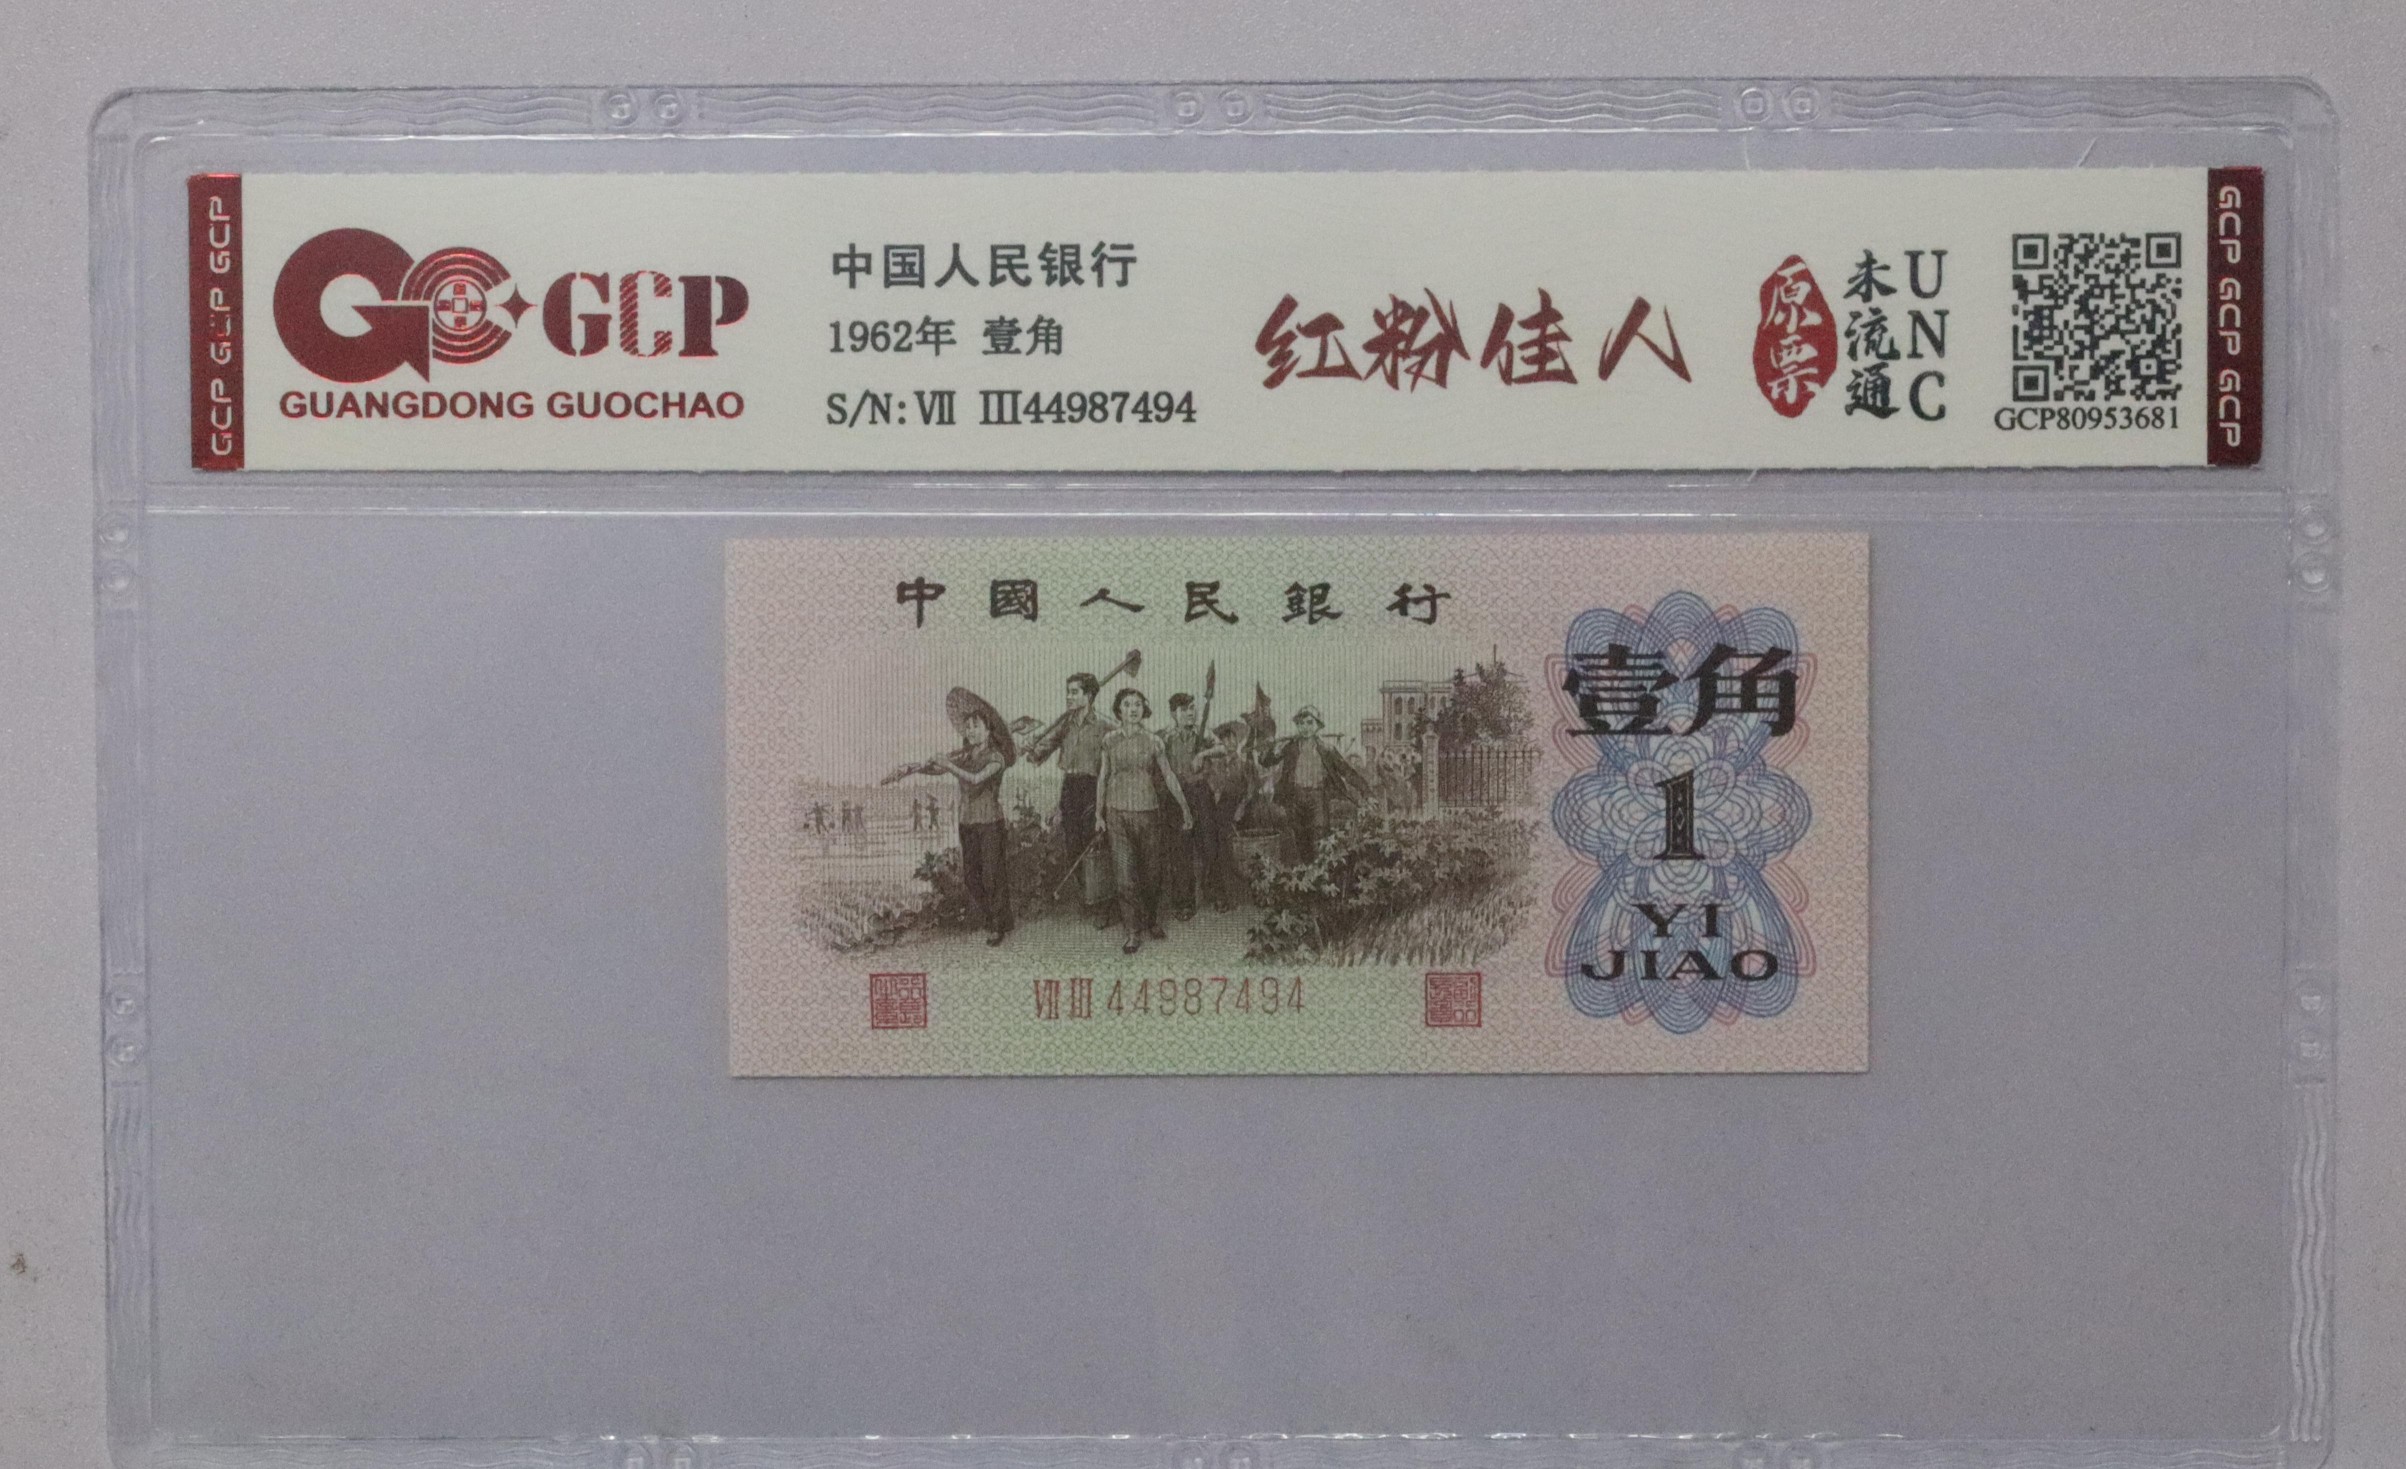 GCP GCP GCP
GCP
GUANGDONG GUOCHAO
中国人民银行
1962年 壹角
S/N: Ⅶ Ⅲ44987494
红粉佳人
原票
未流通
UNC
GCP80953681
GCP GCP GCP
中國人民銀行
壹角
1
YI
JIAO
Ⅶ Ⅲ 44987494